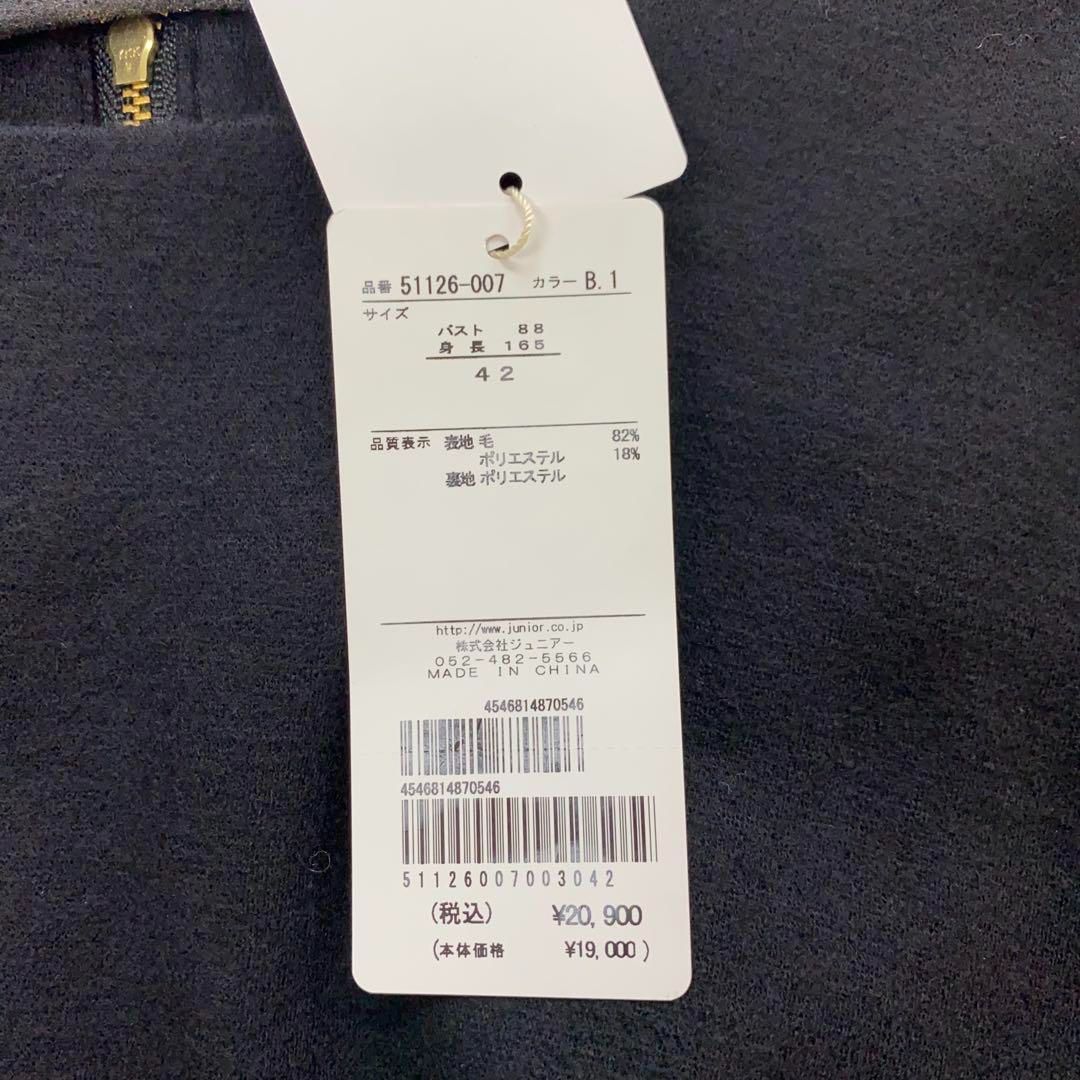 YKK
品番 51126-007 カラー B.1
サイズ
バスト 88
身長 165
42
品質表示 表地 毛 82%
ポリエステル 18%
裏地 ポリエステル
http://www.junior.co.jp
株式会社ジュニアー
052-482-5566
MADE IN CHINA
4546814870546
4546814870546
51126007003042
(税込) ¥20,900
(本体価格 ¥19,000)